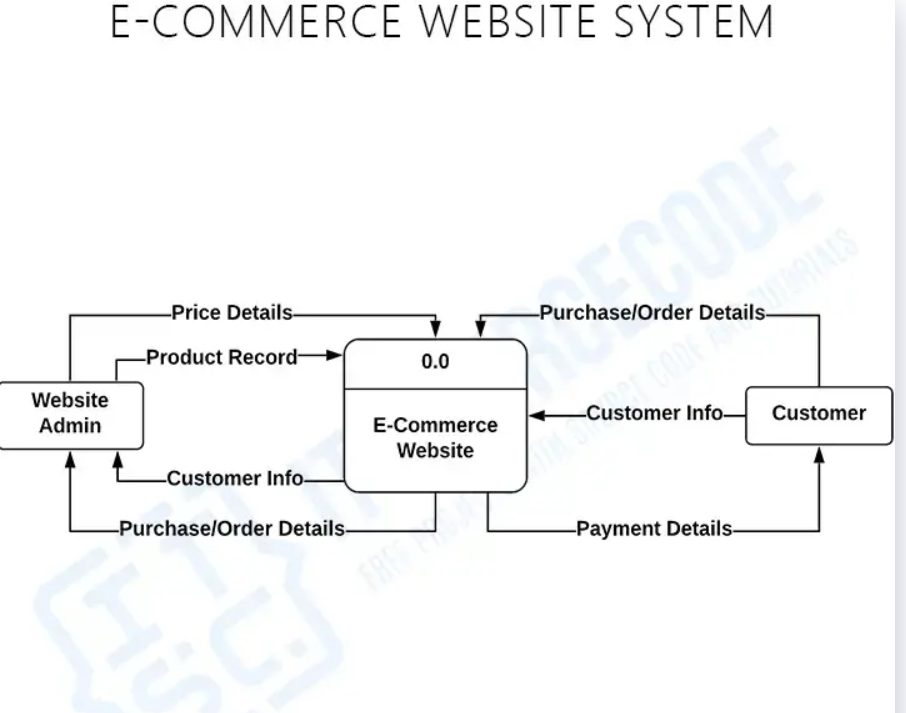 E-COMMERCE WEBSITE SYSTEM
Price Details
Purchase/Order Details
Product Record
0.0
Website
Admin
E-Commerce
Website
Customer Info
Customer
Customer Info
Purchase/Order Details
Payment Details